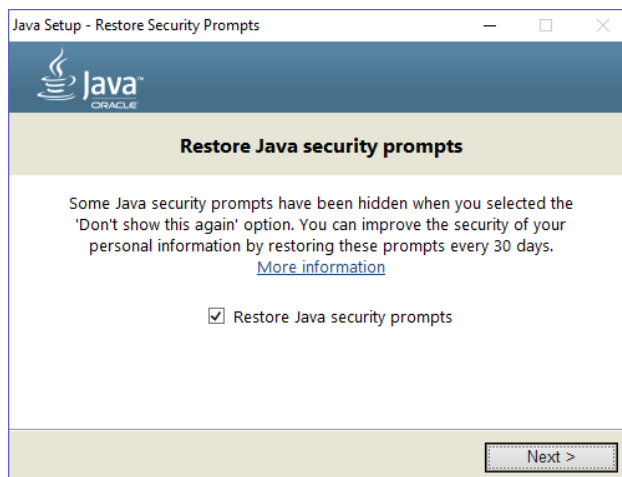 Java Setup - Restore Security Prompts
Java™
ORACLE
Restore Java security prompts
Some Java security prompts have been hidden when you selected the
'Don't show this again' option. You can improve the security of your
personal information by restoring these prompts every 30 days.
More information
Restore Java security prompts
Next >